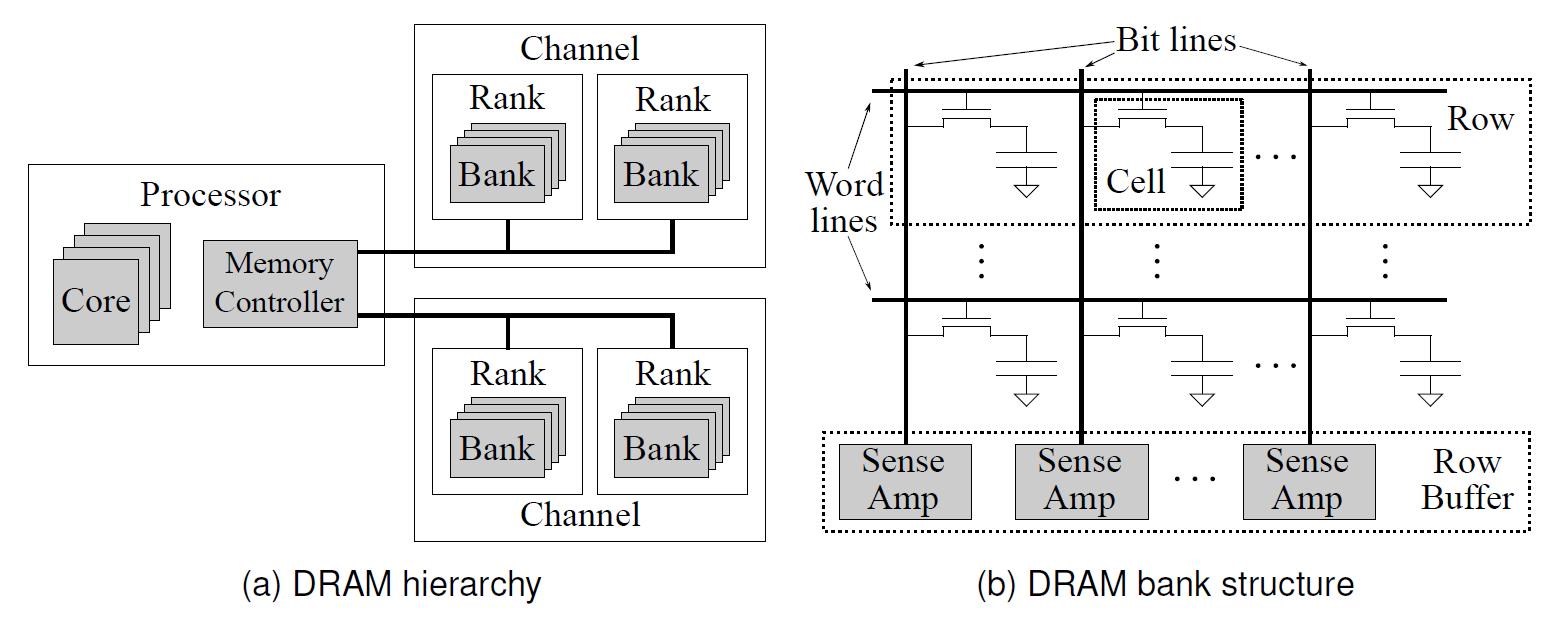 Channel
Rank
Rank
Bank
Bank
Processor
Core
Memory
Controller
Rank
Rank
Bank
Bank
Channel
(a) DRAM hierarchy
Bit lines
Row
Cell
Word
lines
Sense
Amp
Sense
Amp
Sense
Amp
Row
Buffer
(b) DRAM bank structure